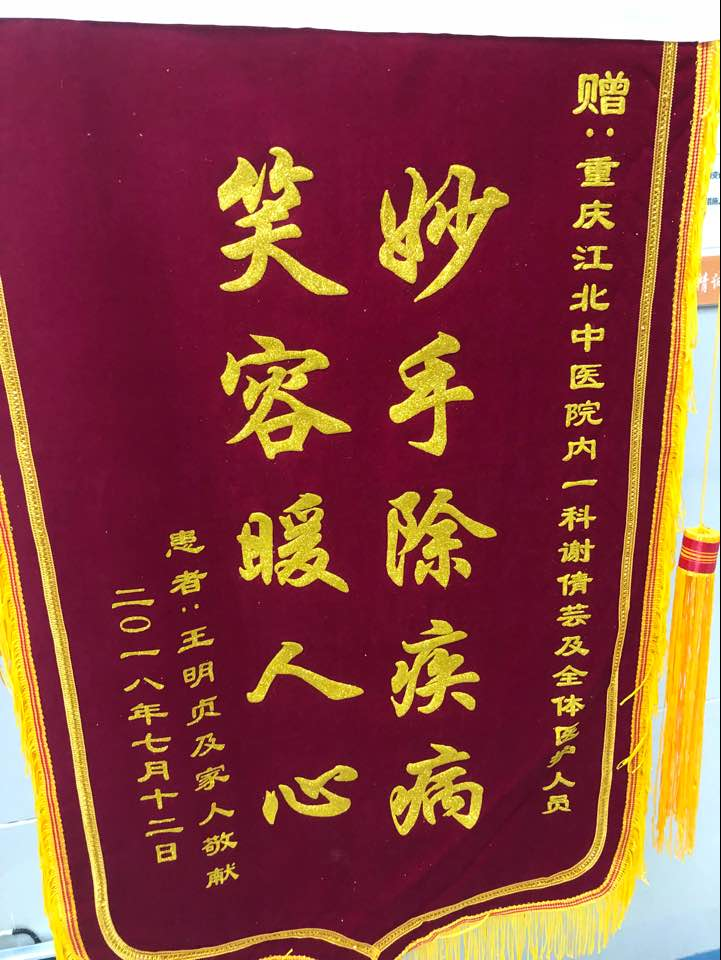 赠：重庆江北中医院内一科谢倩芸及全体医护人员
妙手除疾病
笑容暖人心
患者：王明贞及家人敬献
二〇一八年七月十二日